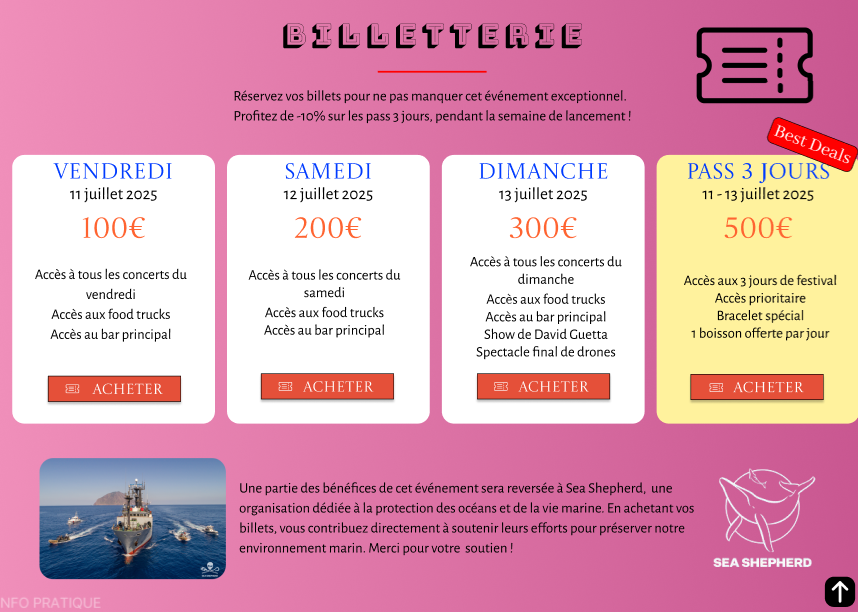 BILLETTERIE
Réservez vos billets pour ne pas manquer cet événement exceptionnel.
Profitez de -10% sur les pass 3 jours, pendant la semaine de lancement !
Best Deals
VENDREDI
11 juillet 2025
100€
Accès à tous les concerts du
vendredi
Accès aux food trucks
Accès au bar principal
ACHETER
SAMEDI
12 juillet 2025
200€
Accès à tous les concerts du
samedi
Accès aux food trucks
Accès au bar principal
ACHETER
DIMANCHE
13 juillet 2025
300€
Accès à tous les concerts du
dimanche
Accès aux food trucks
Accès au bar principal
Show de David Guetta
Spectacle final de drones
ACHETER
PASS 3 JOURS
11 - 13 juillet 2025
500€
Accès aux 3 jours de festival
Accès prioritaire
Bracelet spécial
1 boisson offerte par jour
ACHETER
Une partie des bénéfices de cet événement sera reversée à Sea Shepherd, une
organisation dédiée à la protection des océans et de la vie marine. En achetant vos
billets, vous contribuez directement à soutenir leurs efforts pour préserver notre
environnement marin. Merci pour votre soutien !
SEA SHEPHERD
NFO PRATIQUE